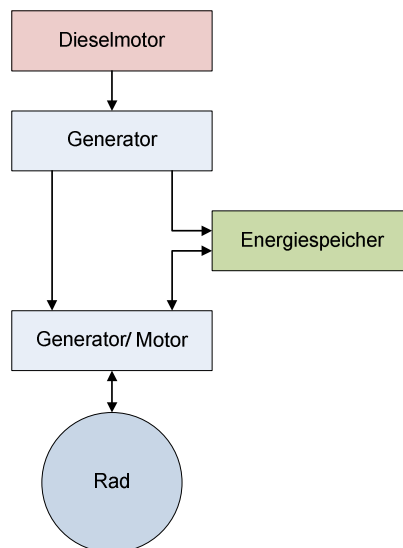 Dieselmotor
Generator
Energiespeicher
Generator/ Motor
Rad